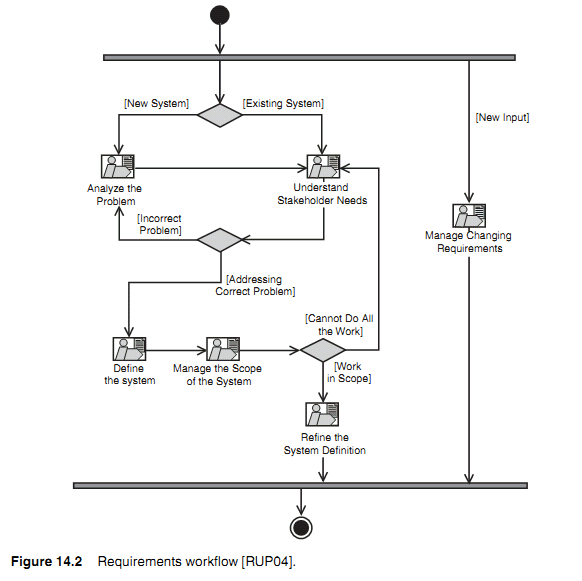 [New System]
[Existing System]
[New Input]
Analyze the
Problem
Understand
Stakeholder Needs
[Incorrect
Problem]
Manage Changing
Requirements
[Addressing
Correct Problem]
[Cannot Do All
the Work]
Define
the system
Manage the Scope
of the System
[Work
in Scope]
Refine the
System Definition
Figure 14.2 Requirements workflow [RUP04].